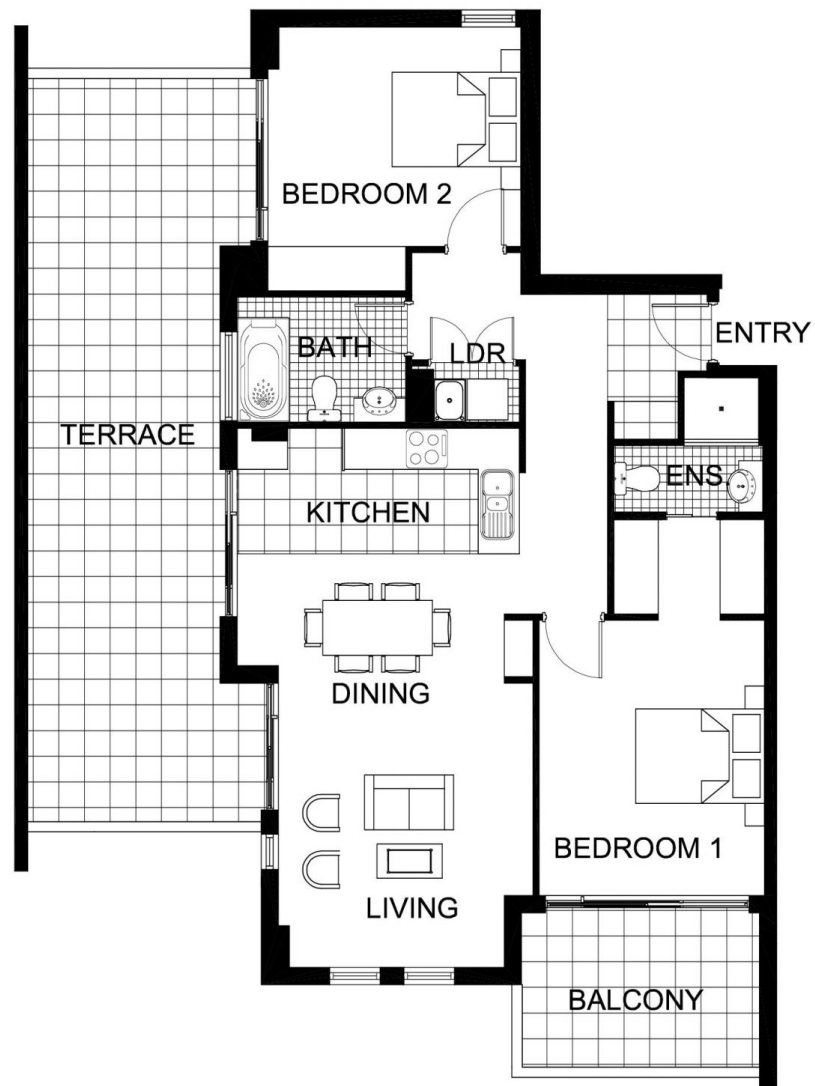 BEDROOM 2
ENTRY
BATH
LDR
TERRACE
ENS.
KITCHEN
DINING
BEDROOM 1
LIVING
BALCONY